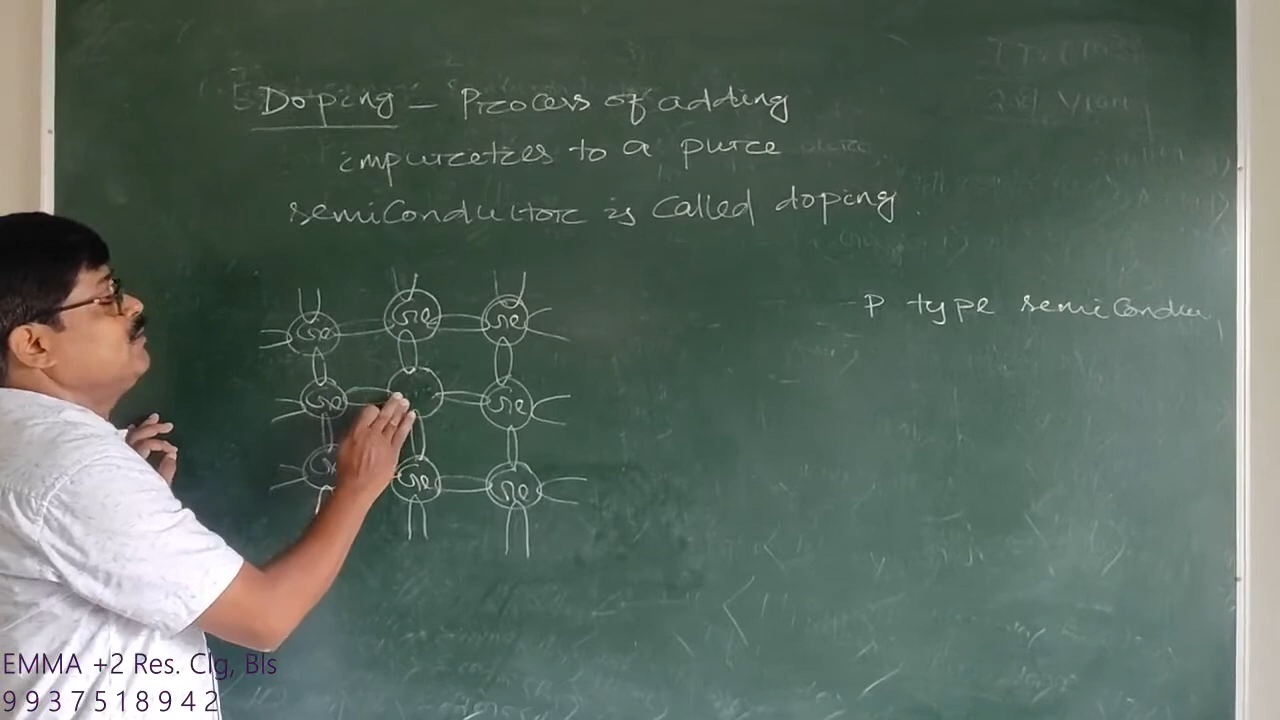 Doping - Process of adding
impurities to a pure
semiconductor is called doping
P type semiconduc
Ge Ge Ge
Ge Ge
Ge Ge Ge
EMMA +2 Res. Clg, Bls
9937518942